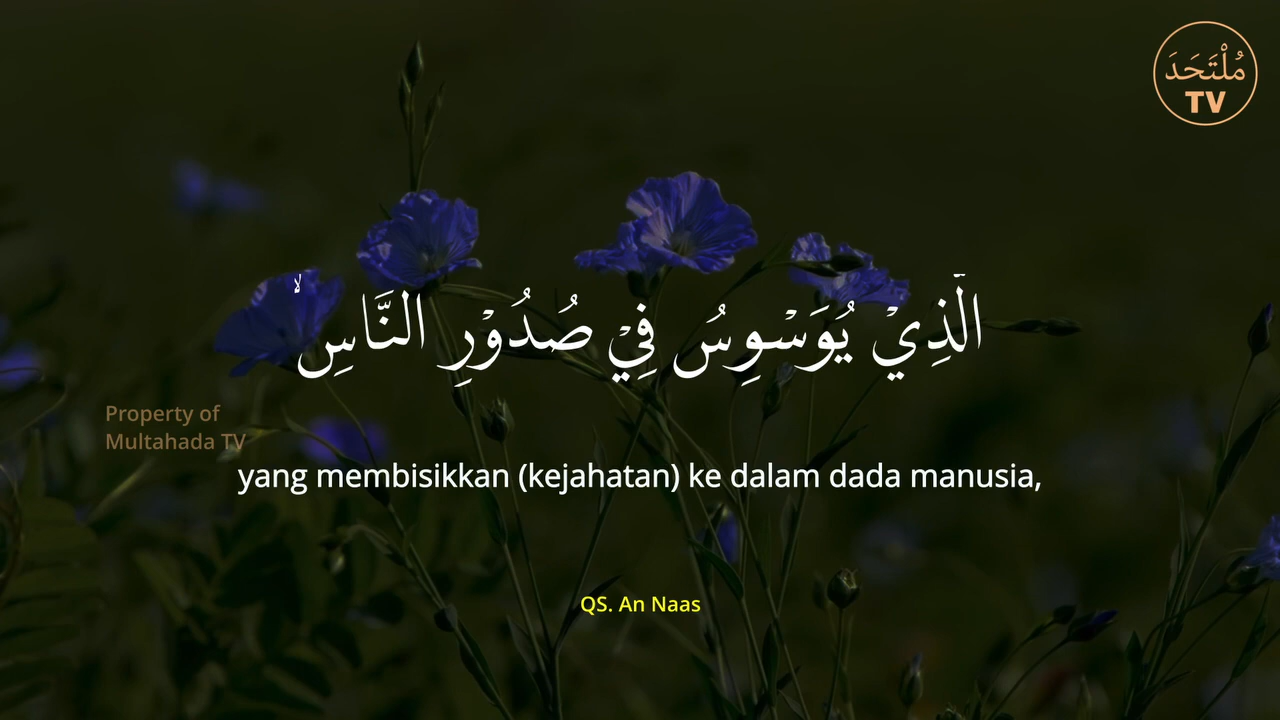 مُلْتَحَدَ
TV
الَّذِيْ يُوَسْوِسُ فِيْ صُدُوْرِ النَّاسِۙ
Property of
Multahada TV
yang membisikkan (kejahatan) ke dalam dada manusia,
QS. An Naas